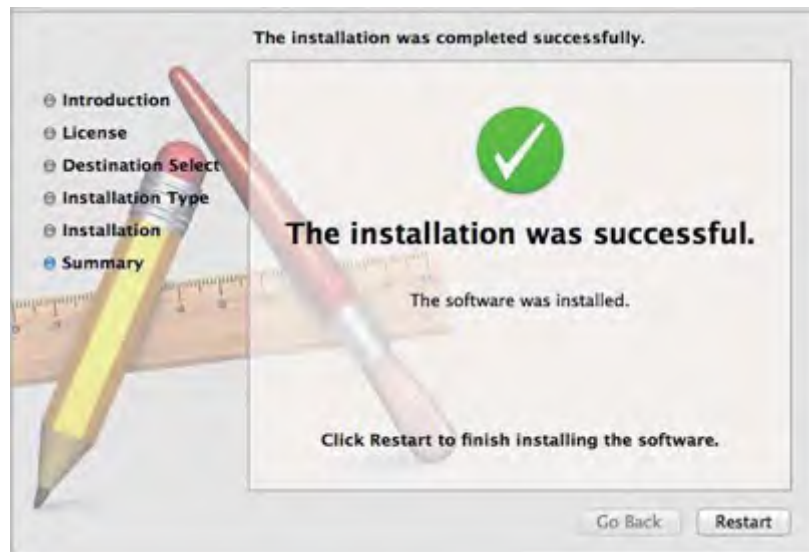 The installation was completed successfully.
Introduction
License
Destination Select
Installation Type
Installation
Summary
The installation was successful.
The software was installed.
Click Restart to finish installing the software.
Go Back
Restart